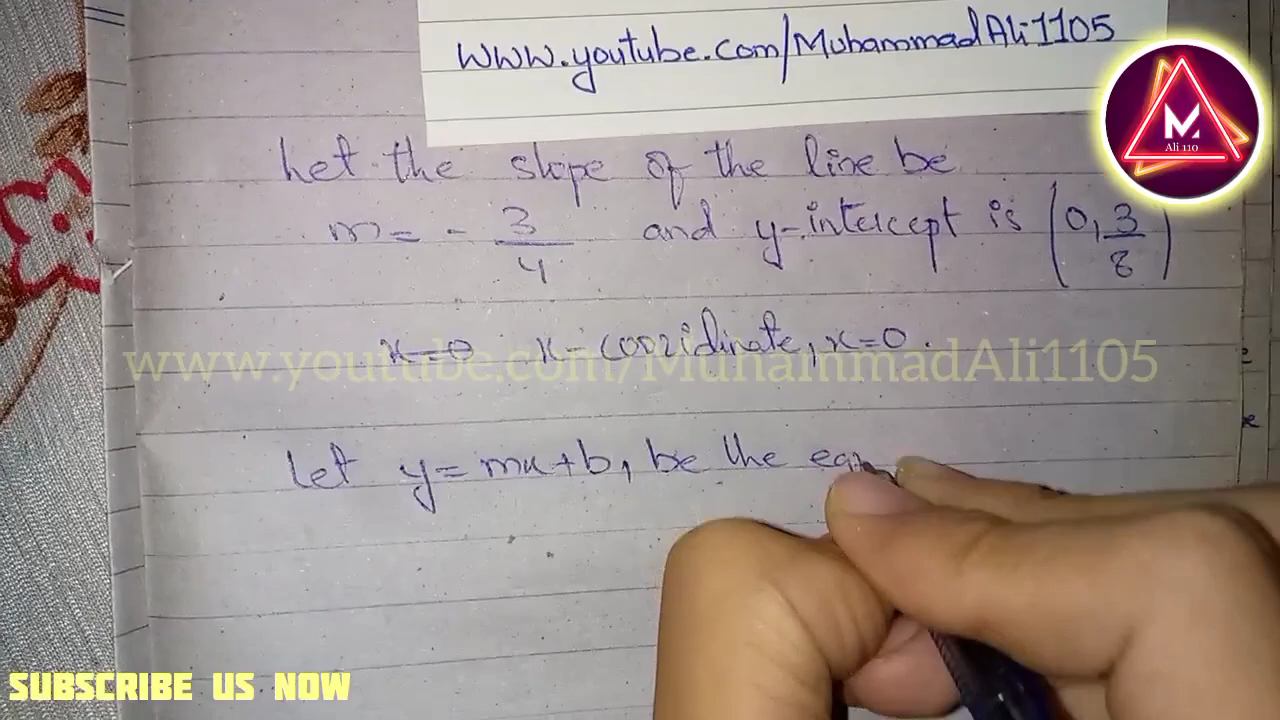 www.youtube.com/MuhammadAli1105
M
Ali 110
Let the slope of the line be
m = - 3/4 and y-intercept is (0, 3/8)
x=0 x-coordinate, x=0.
www.youtube.com/MuhammadAli1105
Let y=mx+b, be the eq
SUBSCRIBE US NOW